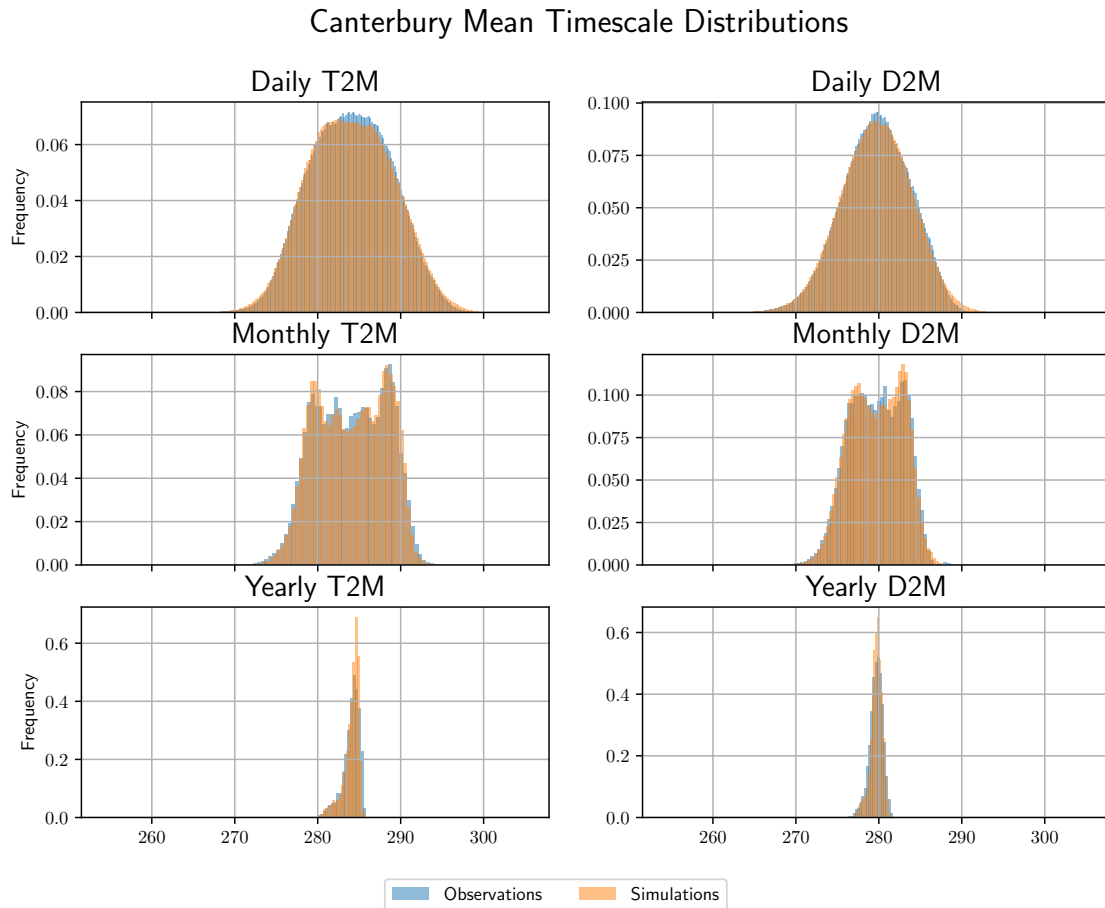 Canterbury Mean Timescale Distributions
Daily T2M
Frequency
0.06
0.04
0.02
0.00
Daily D2M
0.100
0.075
0.050
0.025
0.000
Monthly T2M
Frequency
0.08
0.06
0.04
0.02
0.00
Monthly D2M
0.100
0.075
0.050
0.025
0.000
Yearly T2M
Frequency
0.6
0.4
0.2
0.0
260 270 280 290 300
Yearly D2M
0.6
0.4
0.2
0.0
260 270 280 290 300
Observations Simulations